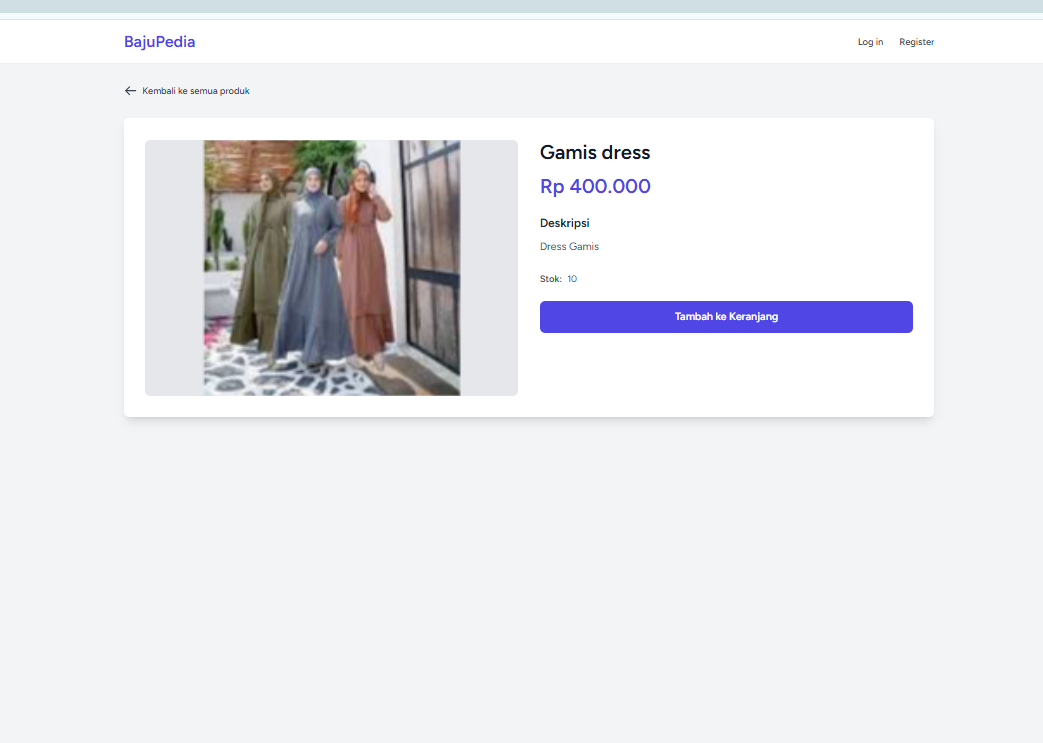 BajuPedia
Log in
Register
Kembali ke semua produk
Gamis dress
Rp 400.000
Deskripsi
Dress Gamis
Stok: 10
Tambah ke Keranjang